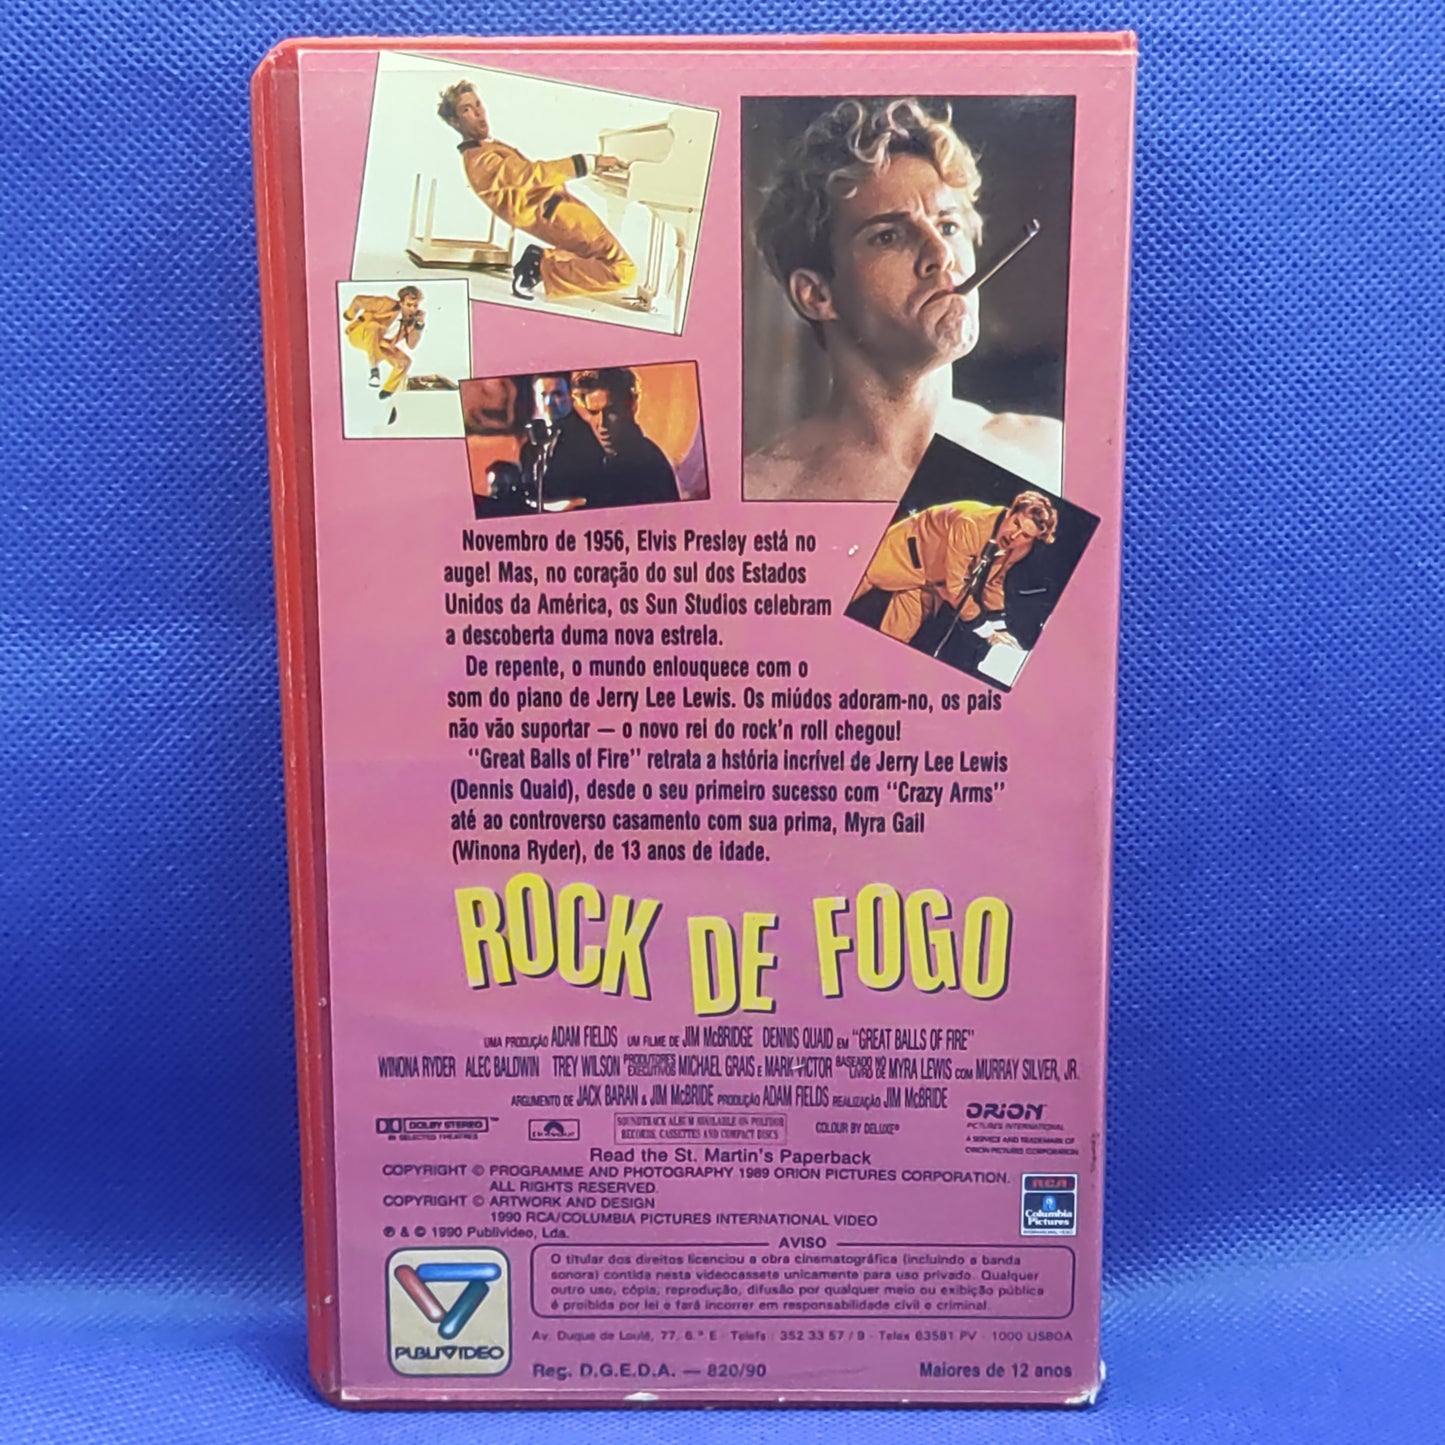 Novembro de 1956, Elvis Presley está no
auge! Mas, no coração do sul dos Estados
Unidos da América, os Sun Studios celebram
a descoberta duma nova estrela.
De repente, o mundo enlouquece com o
som do piano de Jerry Lee Lewis. Os miúdos adoram-no, os pais
não vão suportar — o novo rei do rock'n roll chegou!
"Great Balls of Fire" retrata a hstória incrível de Jerry Lee Lewis
(Dennis Quaid), desde o seu primeiro sucesso com "Crazy Arms"
até ao controverso casamento com sua prima, Myra Gail
(Winona Ryder), de 13 anos de idade.
ROCK DE FOGO
UMA PRODUÇÃO ADAM FIELDS UM FILME DE JIM McBRIDGE DENNIS QUAID EM "GREAT BALLS OF FIRE"
WINONA RYDER ALEC BALDWIN TREY WILSON PRODUTORES EXECUTIVOS MICHAEL GRAIS E MARK VICTOR BASEADO NO LIVRO DE MYRA LEWIS COM MURRAY SILVER, JR.
ARGUMENTO DE JACK BARAN & JIM McBRIDE PRODUÇÃO ADAM FIELDS REALIZAÇÃO JIM McBRIDE
DOLBY STEREO™
IN SELECTED THEATRES
SOUNDTRACK ALBUM AVAILABLE ON POLYDOR
RECORDS, CASSETTES AND COMPACT DISCS
COLOUR BY DELUXE®
ORION™
PICTURES INTERNATIONAL
A SERVICE AND TRADEMARK OF
ORION PICTURES CORPORATION
Read the St. Martin's Paperback
COPYRIGHT © PROGRAMME AND PHOTOGRAPHY 1989 ORION PICTURES CORPORATION.
ALL RIGHTS RESERVED.
COPYRIGHT © ARTWORK AND DESIGN
1990 RCA/COLUMBIA PICTURES INTERNATIONAL VIDEO
℗ & © 1990 Publivideo, Lda.
RCA
Columbia
Pictures
INTERNATIONAL VIDEO
AVISO
O titular dos direitos licenciou a obra cinematográfica (incluindo a banda
sonora) contida nesta videocassete unicamente para uso privado. Qualquer
outro uso, cópia, reprodução, difusão por qualquer meio ou exibição pública
é proibida por lei e fará incorrer em responsabilidade civil e criminal.
PUBLIVIDEO
Av. Duque de Loulé, 77, 6.º E - Telefs.: 352 33 57 / 9 - Telex 63581 PV - 1000 LISBOA
Reg. D.G.E.D.A. — 820/90
Maiores de 12 anos